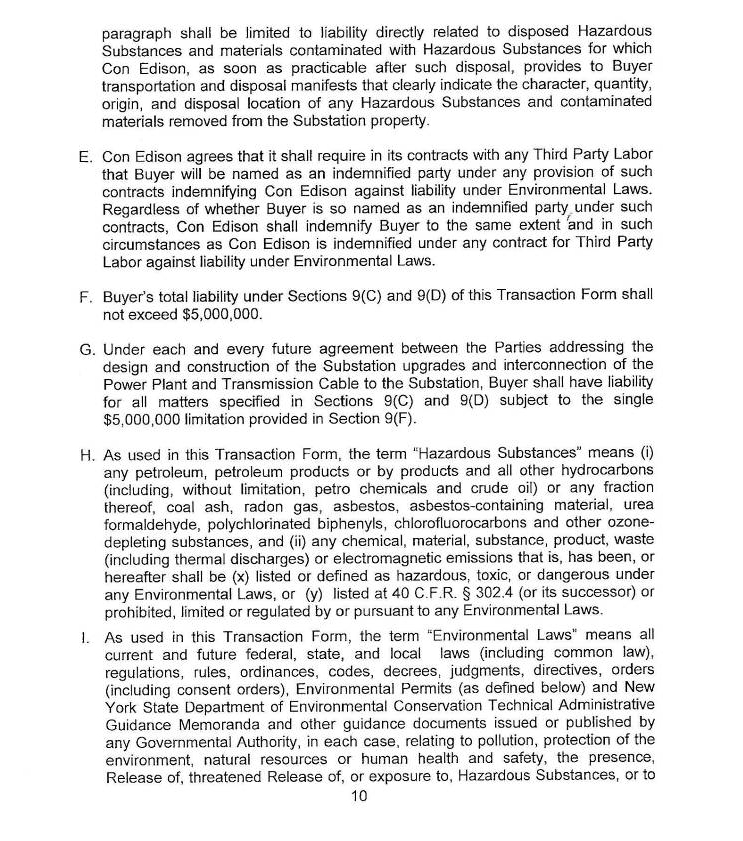 paragraph shall be limited to liability directly related to disposed Hazardous
Substances and materials contaminated with Hazardous Substances for which
Con Edison, as soon as practicable after such disposal, provides to Buyer
transportation and disposal manifests that clearly indicate the character, quantity,
origin, and disposal location of any Hazardous Substances and contaminated
materials removed from the Substation property.
E. Con Edison agrees that it shall require in its contracts with any Third Party Labor
that Buyer will be named as an indemnified party under any provision of such
contracts indemnifying Con Edison against liability under Environmental Laws.
Regardless of whether Buyer is so named as an indemnified party under such
contracts, Con Edison shall indemnify Buyer to the same extent and in such
circumstances as Con Edison is indemnified under any contract for Third Party
Labor against liability under Environmental Laws.
F. Buyer's total liability under Sections 9(C) and 9(D) of this Transaction Form shall
not exceed $5,000,000.
G. Under each and every future agreement between the Parties addressing the
design and construction of the Substation upgrades and interconnection of the
Power Plant and Transmission Cable to the Substation, Buyer shall have liability
for all matters specified in Sections 9(C) and 9(D) subject to the single
$5,000,000 limitation provided in Section 9(F).
H. As used in this Transaction Form, the term "Hazardous Substances" means (i)
any petroleum, petroleum products or by products and all other hydrocarbons
(including, without limitation, petro chemicals and crude oil) or any fraction
thereof, coal ash, radon gas, asbestos, asbestos-containing material, urea
formaldehyde, polychlorinated biphenyls, chlorofluorocarbons and other ozone-
depleting substances, and (ii) any chemical, material, substance, product, waste
(including thermal discharges) or electromagnetic emissions that is, has been, or
hereafter shall be (x) listed or defined as hazardous, toxic, or dangerous under
any Environmental Laws, or (y) listed at 40 C.F.R. § 302.4 (or its successor) or
prohibited, limited or regulated by or pursuant to any Environmental Laws.
I. As used in this Transaction Form, the term "Environmental Laws" means all
current and future federal, state, and local laws (including common law),
regulations, rules, ordinances, codes, decrees, judgments, directives, orders
(including consent orders), Environmental Permits (as defined below) and New
York State Department of Environmental Conservation Technical Administrative
Guidance Memoranda and other guidance documents issued or published by
any Governmental Authority, in each case, relating to pollution, protection of the
environment, natural resources or human health and safety, the presence,
Release of, threatened Release of, or exposure to, Hazardous Substances, or to
10